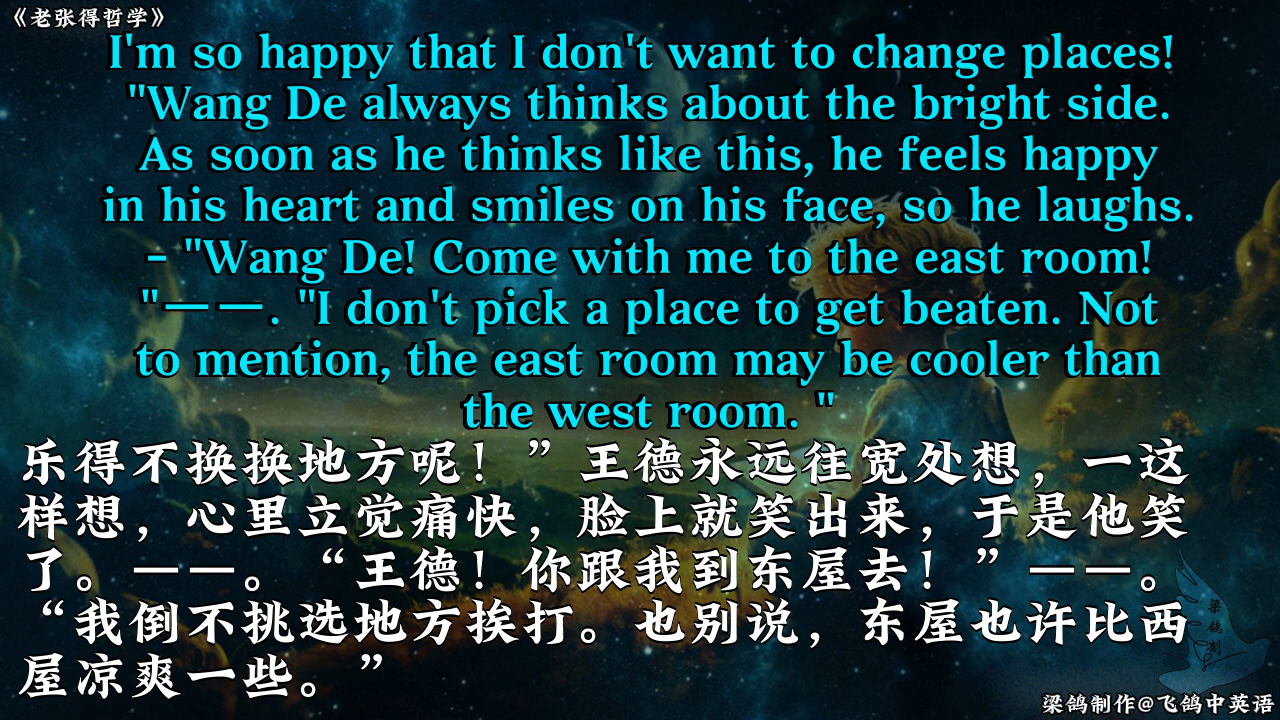 《老张得哲学》
I'm so happy that I don't want to change places!
"Wang De always thinks about the bright side.
As soon as he thinks like this, he feels happy
in his heart and smiles on his face, so he laughs.
- "Wang De! Come with me to the east room!
"——. "I don't pick a place to get beaten. Not
to mention, the east room may be cooler than
the west room. "
乐得不换换地方呢！”王德永远往宽处想，一这
样想，心里立觉痛快，脸上就笑出来，于是他笑
了。——。“王德！你跟我到东屋去！”——。
“我倒不挑选地方挨打。也别说，东屋也许比西
屋凉爽一些。”
梁鸽制
梁鸽制作@飞鸽中英语